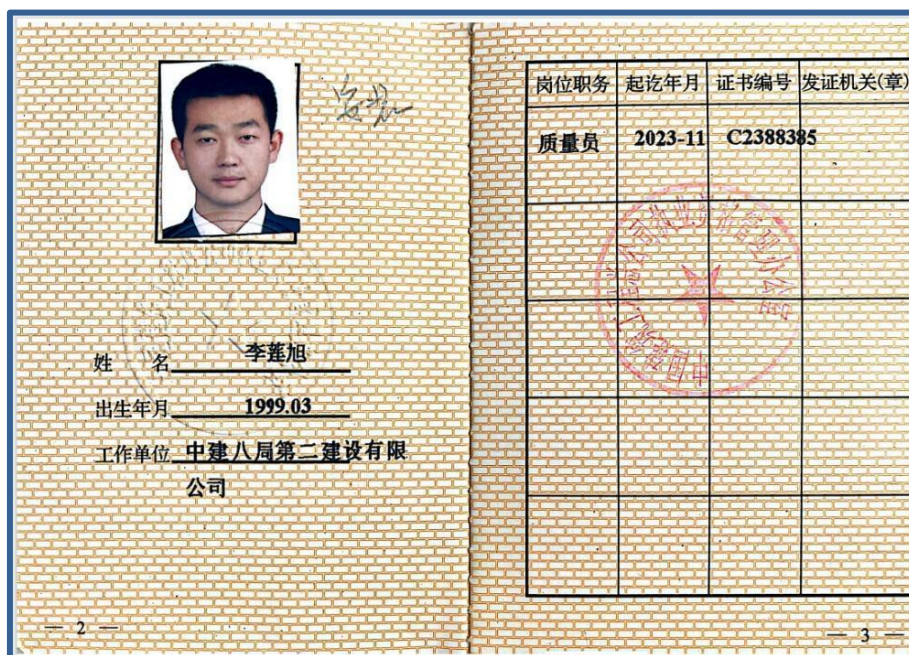 姓 名 李莲旭
出生年月 1999.03
工作单位 中建八局第二建设有限
公司
— 2 —
岗位职务 起讫年月 证书编号 发证机关(章)
质量员 2023-11 C2388385
— 3 —